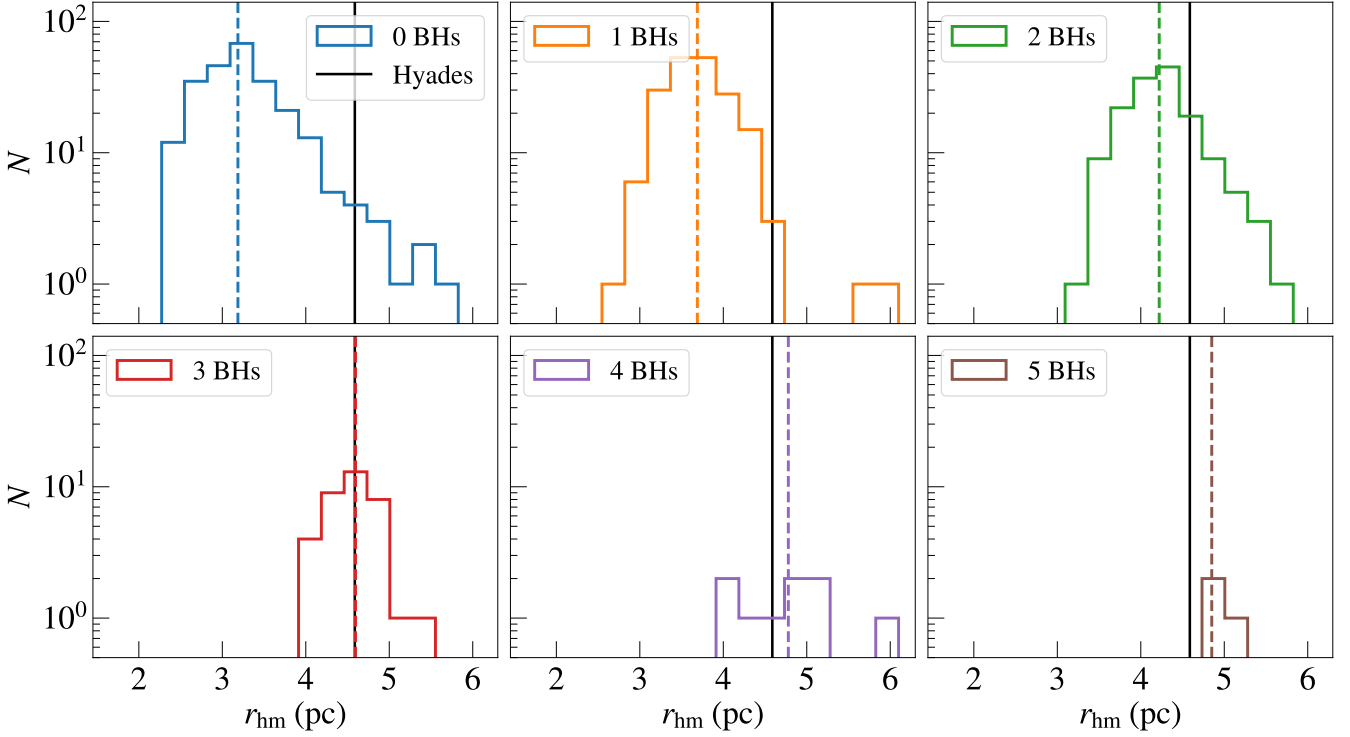 10²
10¹
10⁰
N
0 BHs
Hyades
1 BHs
2 BHs
10²
10¹
10⁰
N
3 BHs
4 BHs
5 BHs
2 3 4 5 6
2 3 4 5 6
2 3 4 5 6
r_hm (pc)
r_hm (pc)
r_hm (pc)